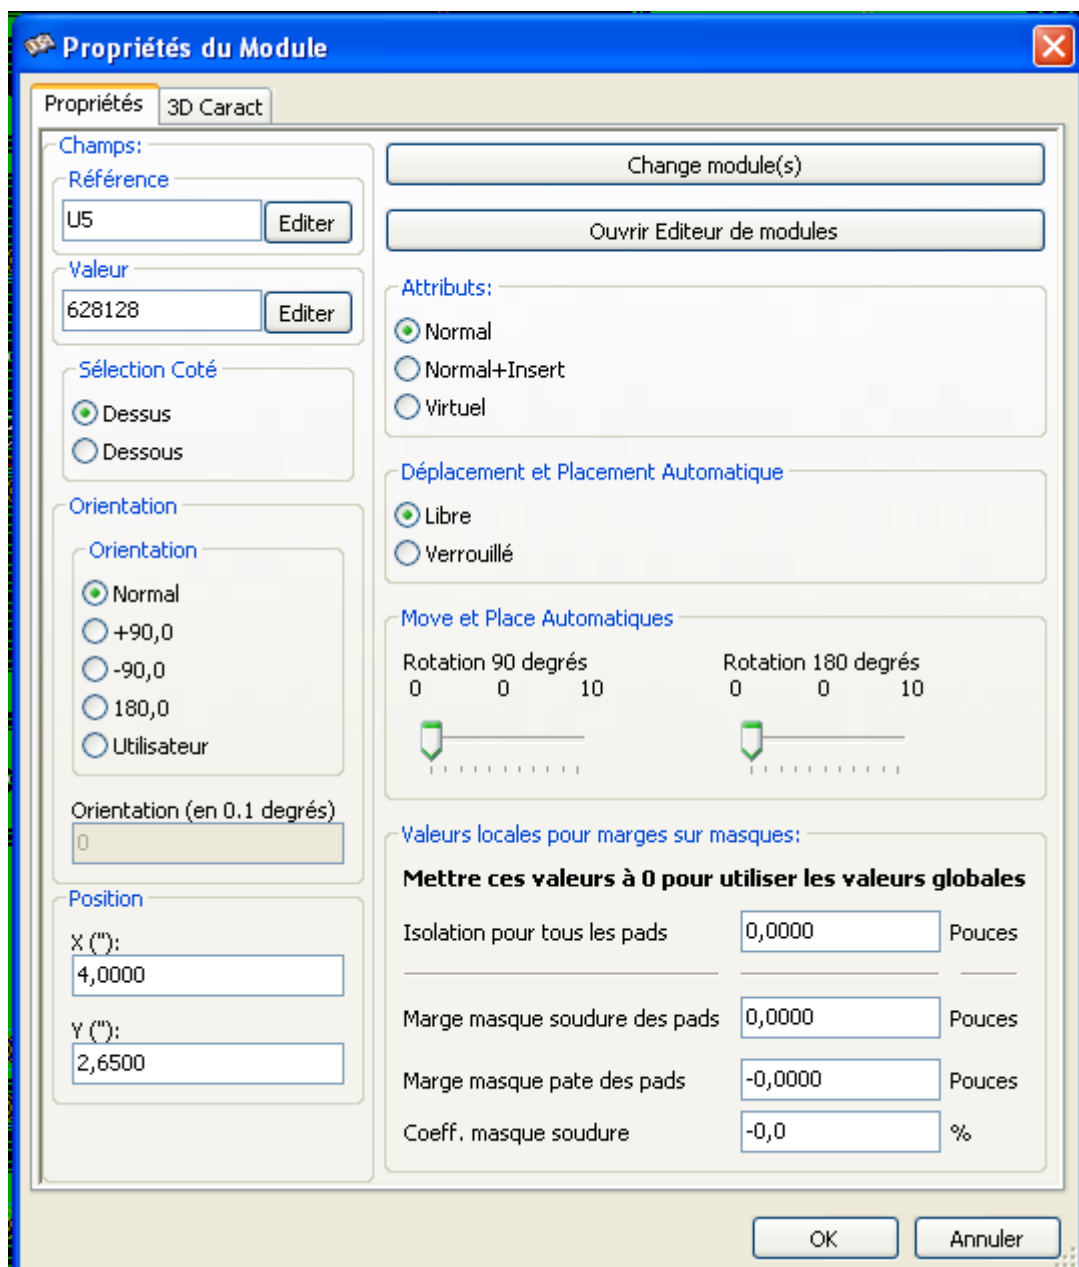 Propriétés du Module
Propriétés
3D Caract
Champs:
Référence
U5
Editer
Valeur
628128
Editer
Sélection Coté
Dessus
Dessous
Orientation
Orientation
Normal
+90,0
-90,0
180,0
Utilisateur
Orientation (en 0.1 degrés)
0
Position
X ("):
4,0000
Y ("):
2,6500
Change module(s)
Ouvrir Editeur de modules
Attributs:
Normal
Normal+Insert
Virtuel
Déplacement et Placement Automatique
Libre
Verrouillé
Move et Place Automatiques
Rotation 90 degrés
0 0 10
Rotation 180 degrés
0 0 10
Valeurs locales pour marges sur masques:
Mettre ces valeurs à 0 pour utiliser les valeurs globales
Isolation pour tous les pads 0,0000 Pouces
Marge masque soudure des pads 0,0000 Pouces
Marge masque pate des pads -0,0000 Pouces
Coeff. masque soudure -0,0 %
OK
Annuler